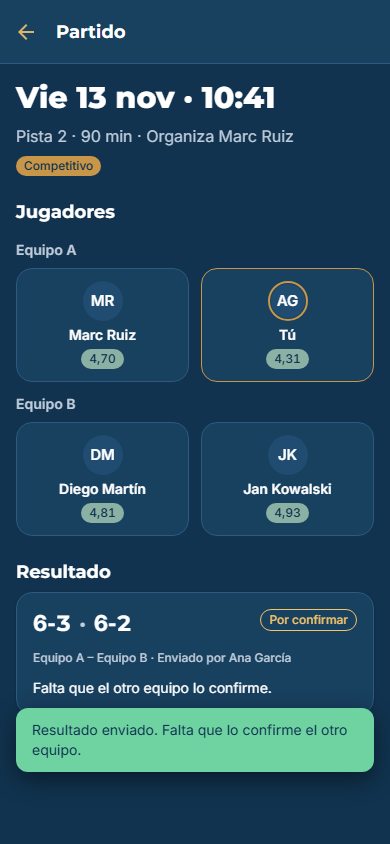 Partido
Vie 13 nov · 10:41
Pista 2 · 90 min · Organiza Marc Ruiz
Competitivo
Jugadores
Equipo A
MR
Marc Ruiz
4,70
AG
Tú
4,31
Equipo B
DM
Diego Martín
4,81
JK
Jan Kowalski
4,93
Resultado
6-3 · 6-2
Por confirmar
Equipo A – Equipo B · Enviado por Ana García
Falta que el otro equipo lo confirme.
Resultado enviado. Falta que lo confirme el otro
equipo.